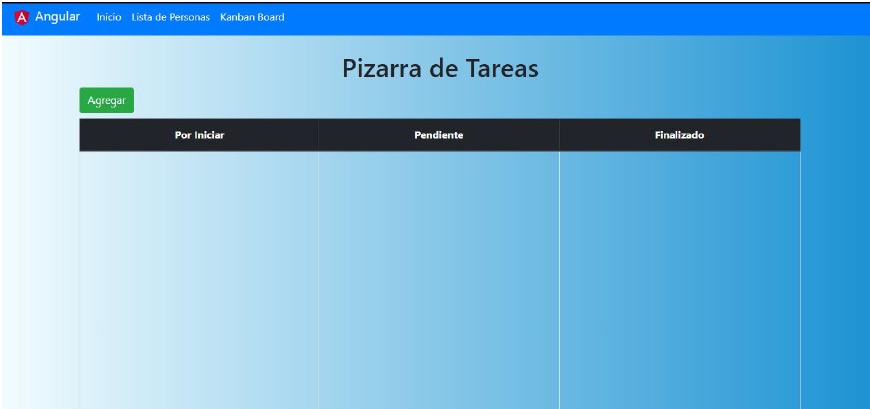 Angular Inicio Lista de Personas Kanban Board
Pizarra de Tareas
Agregar
Por Iniciar Pendiente Finalizado